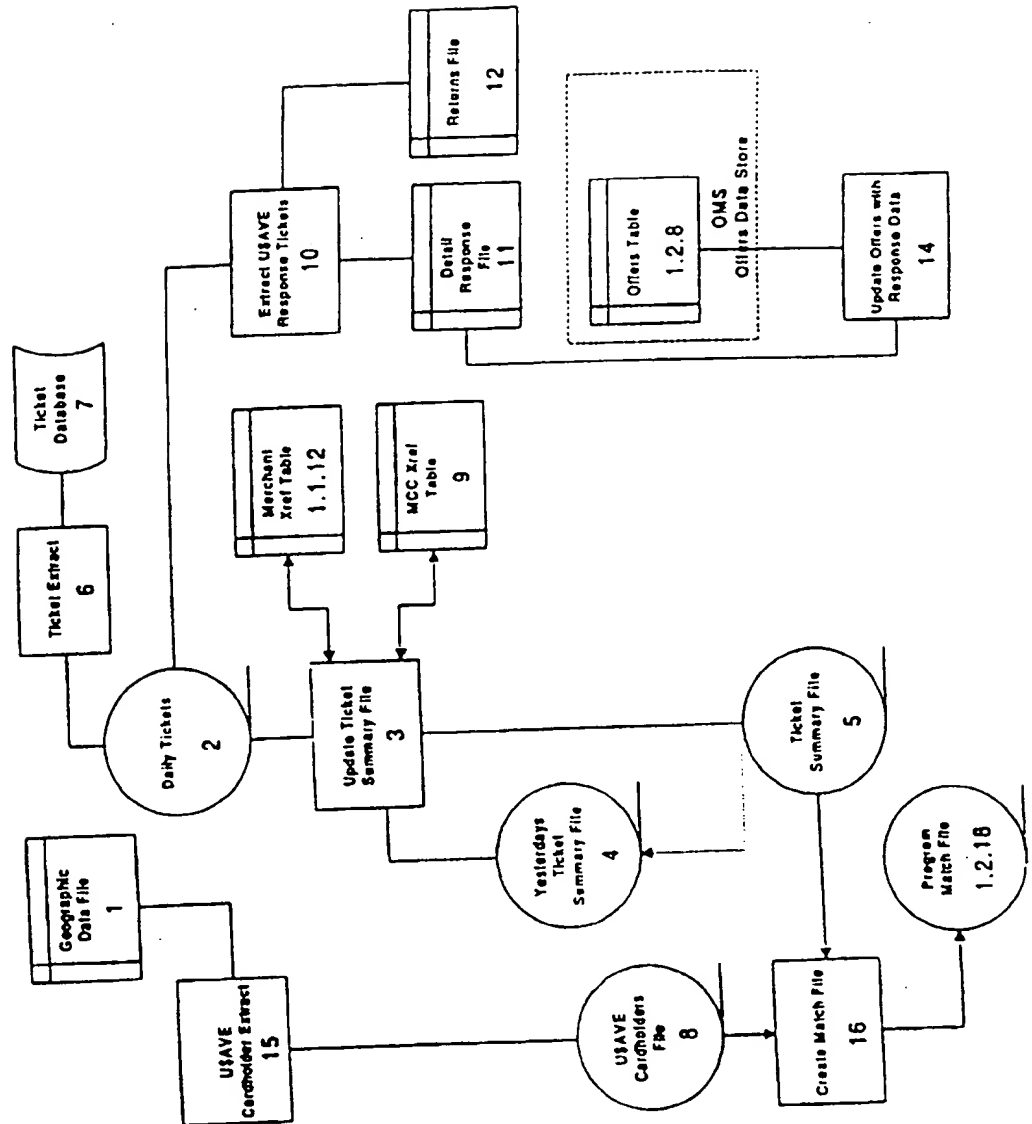 Geographic
Data File
1
U$AVE
Cardholder Extract
15
U$AVE
Cardholders
File
8
Create Match File
16
Program
Match File
1.2.18
Ticket
Database
7
Ticket Extract
6
Daily Tickets
2
Update Ticket
Summary File
3
Yesterdays
Ticket
Summary File
4
Ticket
Summary File
5
Merchant
Xref Table
1.1.12
MCC Xref
Table
9
Extract U$AVE
Response Tickets
10
Returns File
12
Detail
Response
File
11
Offers Table
1.2.8
OMS
Offers Data Store
Update Offers with
Response Data
14